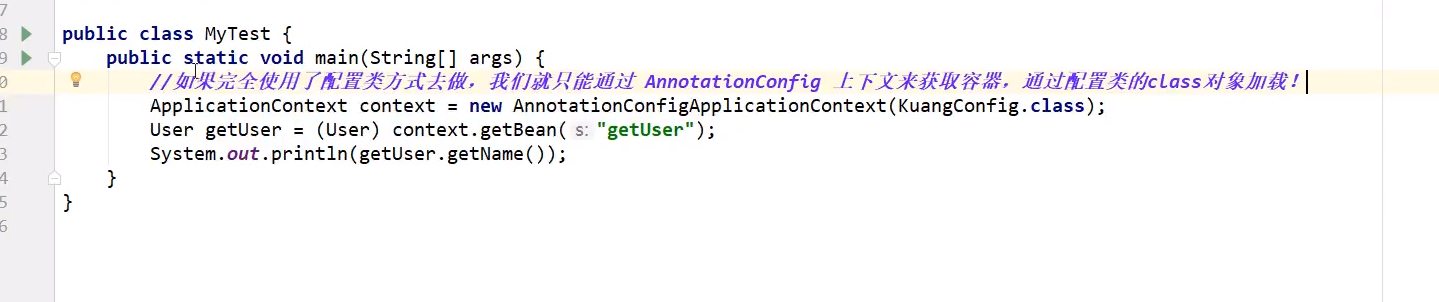 7
8 public class MyTest {
9 public static void main(String[] args) {
0 //如果完全使用了配置类方式去做，我们就只能通过 AnnotationConfig 上下文来获取容器，通过配置类的class对象加载！
1 ApplicationContext context = new AnnotationConfigApplicationContext(KuangConfig.class);
2 User getUser = (User) context.getBean( s: "getUser");
3 System.out.println(getUser.getName());
4 }
5 }
6